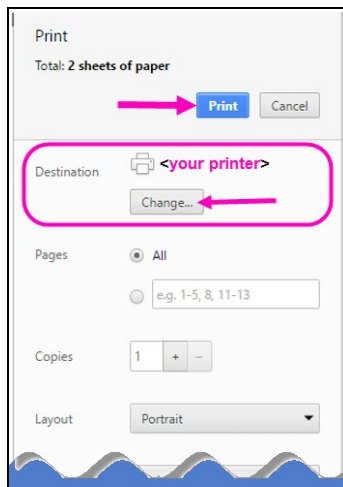 Print
Total: 2 sheets of paper
Print Cancel
Destination <your printer>
Change...
Pages All
e.g. 1-5, 8, 11-13
Copies 1 + -
Layout Portrait